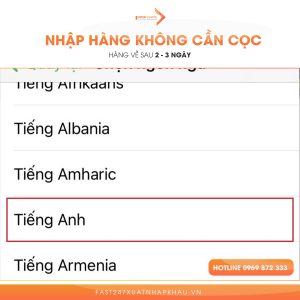 NHẬP HÀNG KHÔNG CẦN CỌC
HÀNG VỀ SAU 2 - 3 NGÀY
Tiếng Afrikaans
Tiếng Albania
Tiếng Amharic
Tiếng Anh
Tiếng Armenia
HOTLINE 0969 872 333
FAST247XUATNHAPKHAU.VN